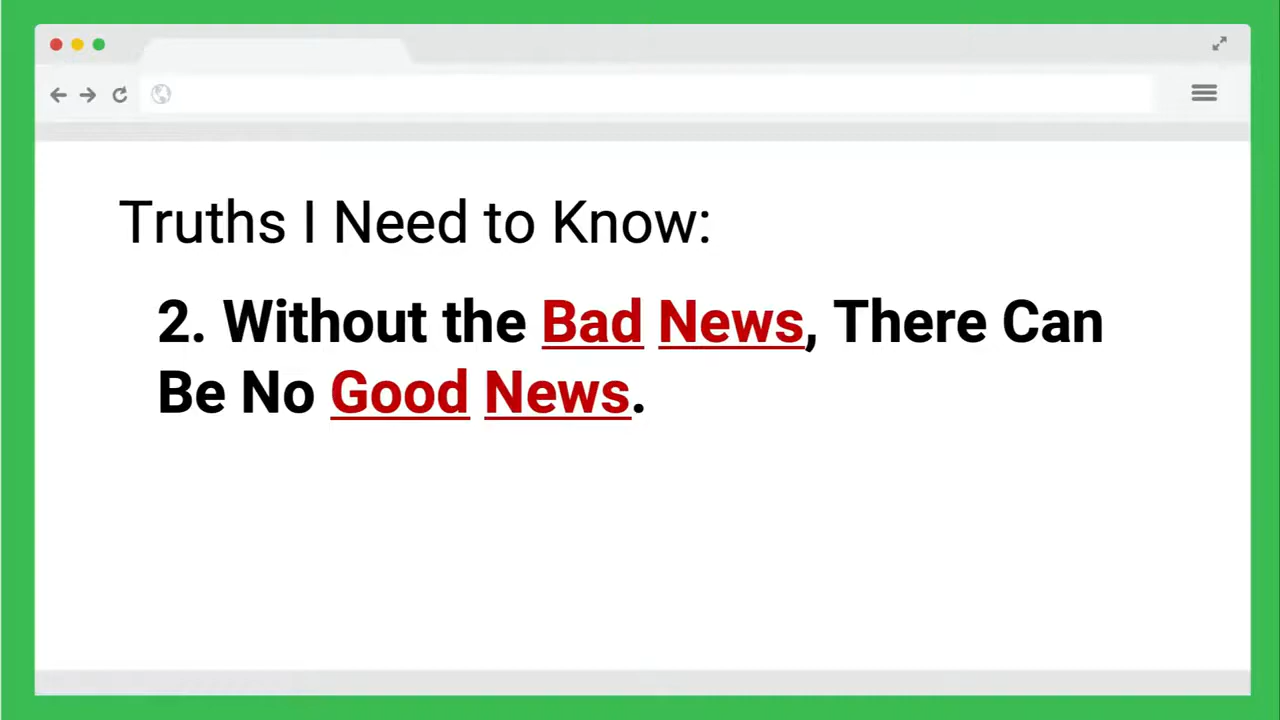 Truths I Need to Know:
2. Without the Bad News, There Can
Be No Good News.